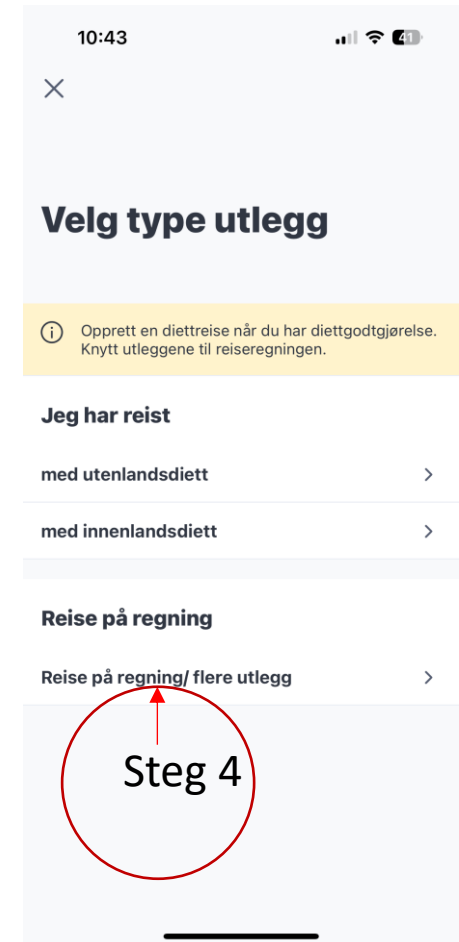 10:43
41
Velg type utlegg
Opprett en diettreise når du har diettgodtgjørelse.
Knytt utleggene til reiseregningen.
Jeg har reist
med utenlandsdiett
med innenlandsdiett
Reise på regning
Reise på regning/ flere utlegg
Steg 4